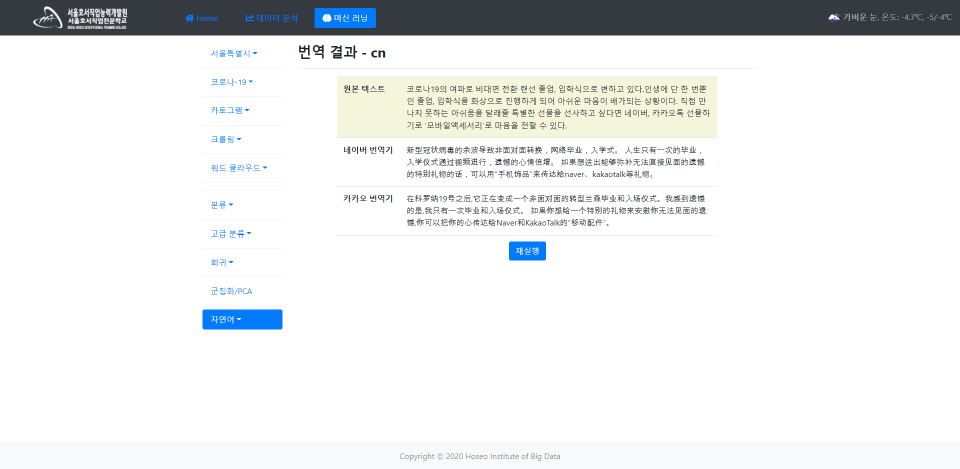 서울호서직업능력개발원
서울호서직업전문학교
Home
데이터 분석
머신 러닝
가벼운 눈, 온도: -4.7℃, -5/-4℃
서울특별시
코로나-19
카토그램
크롤링
워드 클라우드
분류
고급 분류
회귀
군집화/PCA
자연어
번역 결과 - cn
원본 텍스트
코로나19의 여파로 비대면 전환 랜선 졸업, 입학식으로 변하고 있다.인생에 단 한 번뿐
인 졸업, 입학식을 화상으로 진행하게 되어 아쉬운 마음이 배가되는 상황이다. 직접 만
나지 못하는 아쉬움을 달래줄 특별한 선물을 선사하고 싶다면 네이버, 카카오톡 선물하
기로 '모바일액세서리'로 마음을 전할 수 있다.
네이버 번역기
新型冠状病毒的余波导致非面对面转换，网络毕业，入学式。 人生只有一次的毕业，
入学仪式通过视频进行，遗憾的心情倍增。 如果想送出能够弥补无法直接见面的遗憾
的特别礼物的话，可以用"手机饰品"来传达给naver、kakaotalk等礼物。
카카오 번역기
在科罗纳19号之后,它正在变成一个非面对面的转型兰森毕业和入场仪式。我感到遗憾
的是,我只有一次毕业和入场仪式。 如果你想给一个特别的礼物来安慰你无法见面的遗
憾,你可以把你的心传达给Naver和KakaoTalk的"移动配件"。
재실행
Copyright © 2020 Hoseo Institute of Big Data